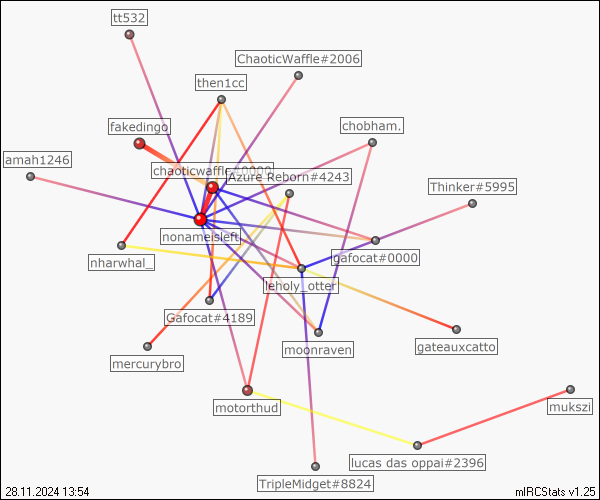 tt532
ChaoticWaffle#2006
then1cc
fakedingo
chobham.
amah1246
chaoticwaffle#0000
Azure Reborn#4243
Thinker#5995
nonameisleft
nharwhal_
gafocat#0000
leholy_otter
Gafocat#4189
moonraven
gateauxcatto
mercurybro
motorthud
mukszi
lucas das oppai#2396
TripleMidget#8824
28.11.2024 13:54
mIRCStats v1.25